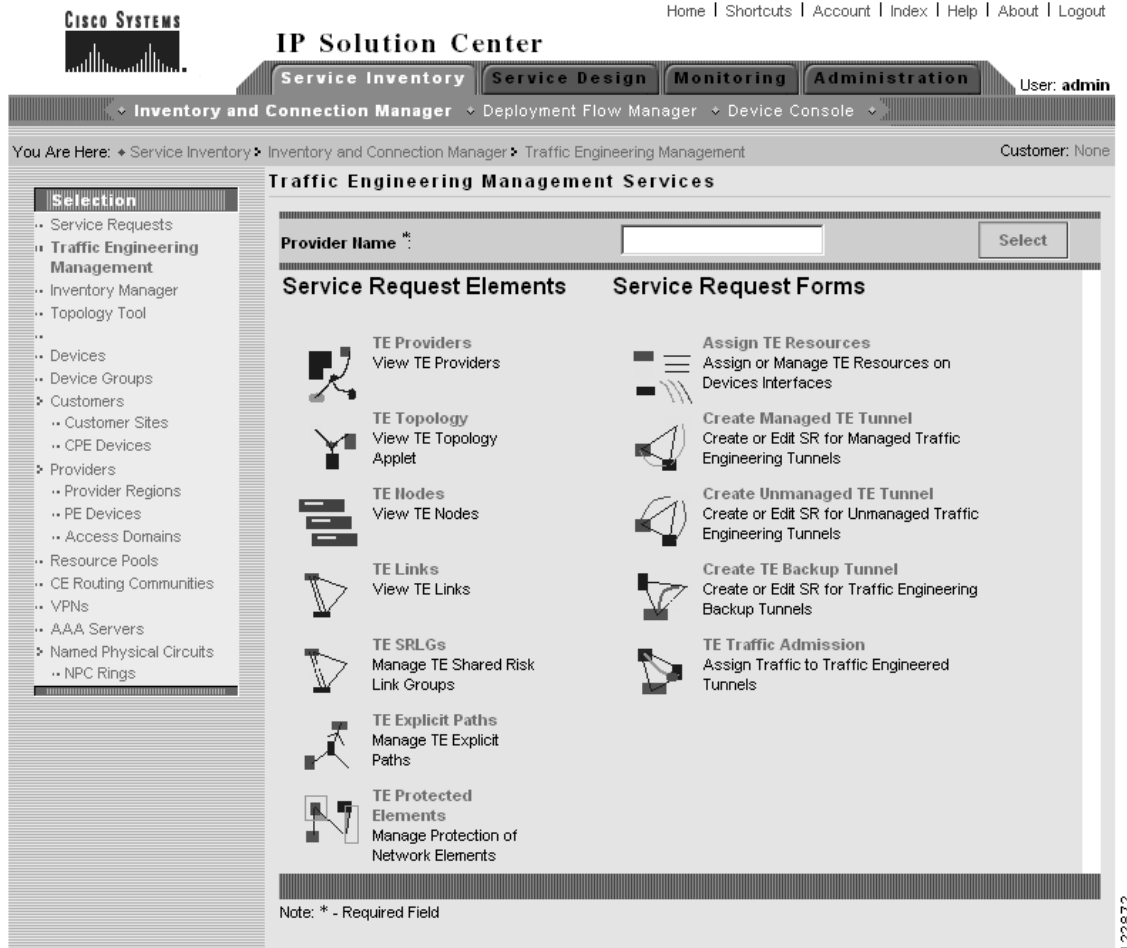 Home | Shortcuts | Account | Index | Help | About | Logout
CISCO SYSTEMS
IP Solution Center
Service Inventory Service Design Monitoring Administration
User: admin
Inventory and Connection Manager Deployment Flow Manager Device Console
You Are Here: Service Inventory Inventory and Connection Manager Traffic Engineering Management
Customer: None
Selection
Service Requests
Traffic Engineering
Management
Inventory Manager
Topology Tool
Devices
Device Groups
Customers
Customer Sites
CPE Devices
Providers
Provider Regions
PE Devices
Access Domains
Resource Pools
CE Routing Communities
VPNs
AAA Servers
Named Physical Circuits
NPC Rings
Traffic Engineering Management Services
Provider Name *:
Select
Service Request Elements
TE Providers
View TE Providers
TE Topology
View TE Topology
Applet
TE Nodes
View TE Nodes
TE Links
View TE Links
TE SRLGs
Manage TE Shared Risk
Link Groups
TE Explicit Paths
Manage TE Explicit
Paths
TE Protected
Elements
Manage Protection of
Network Elements
Service Request Forms
Assign TE Resources
Assign or Manage TE Resources on
Devices Interfaces
Create Managed TE Tunnel
Create or Edit SR for Managed Traffic
Engineering Tunnels
Create Unmanaged TE Tunnel
Create or Edit SR for Unmanaged Traffic
Engineering Tunnels
Create TE Backup Tunnel
Create or Edit SR for Traffic Engineering
Backup Tunnels
TE Traffic Admission
Assign Traffic to Traffic Engineered
Tunnels
Note: * - Required Field